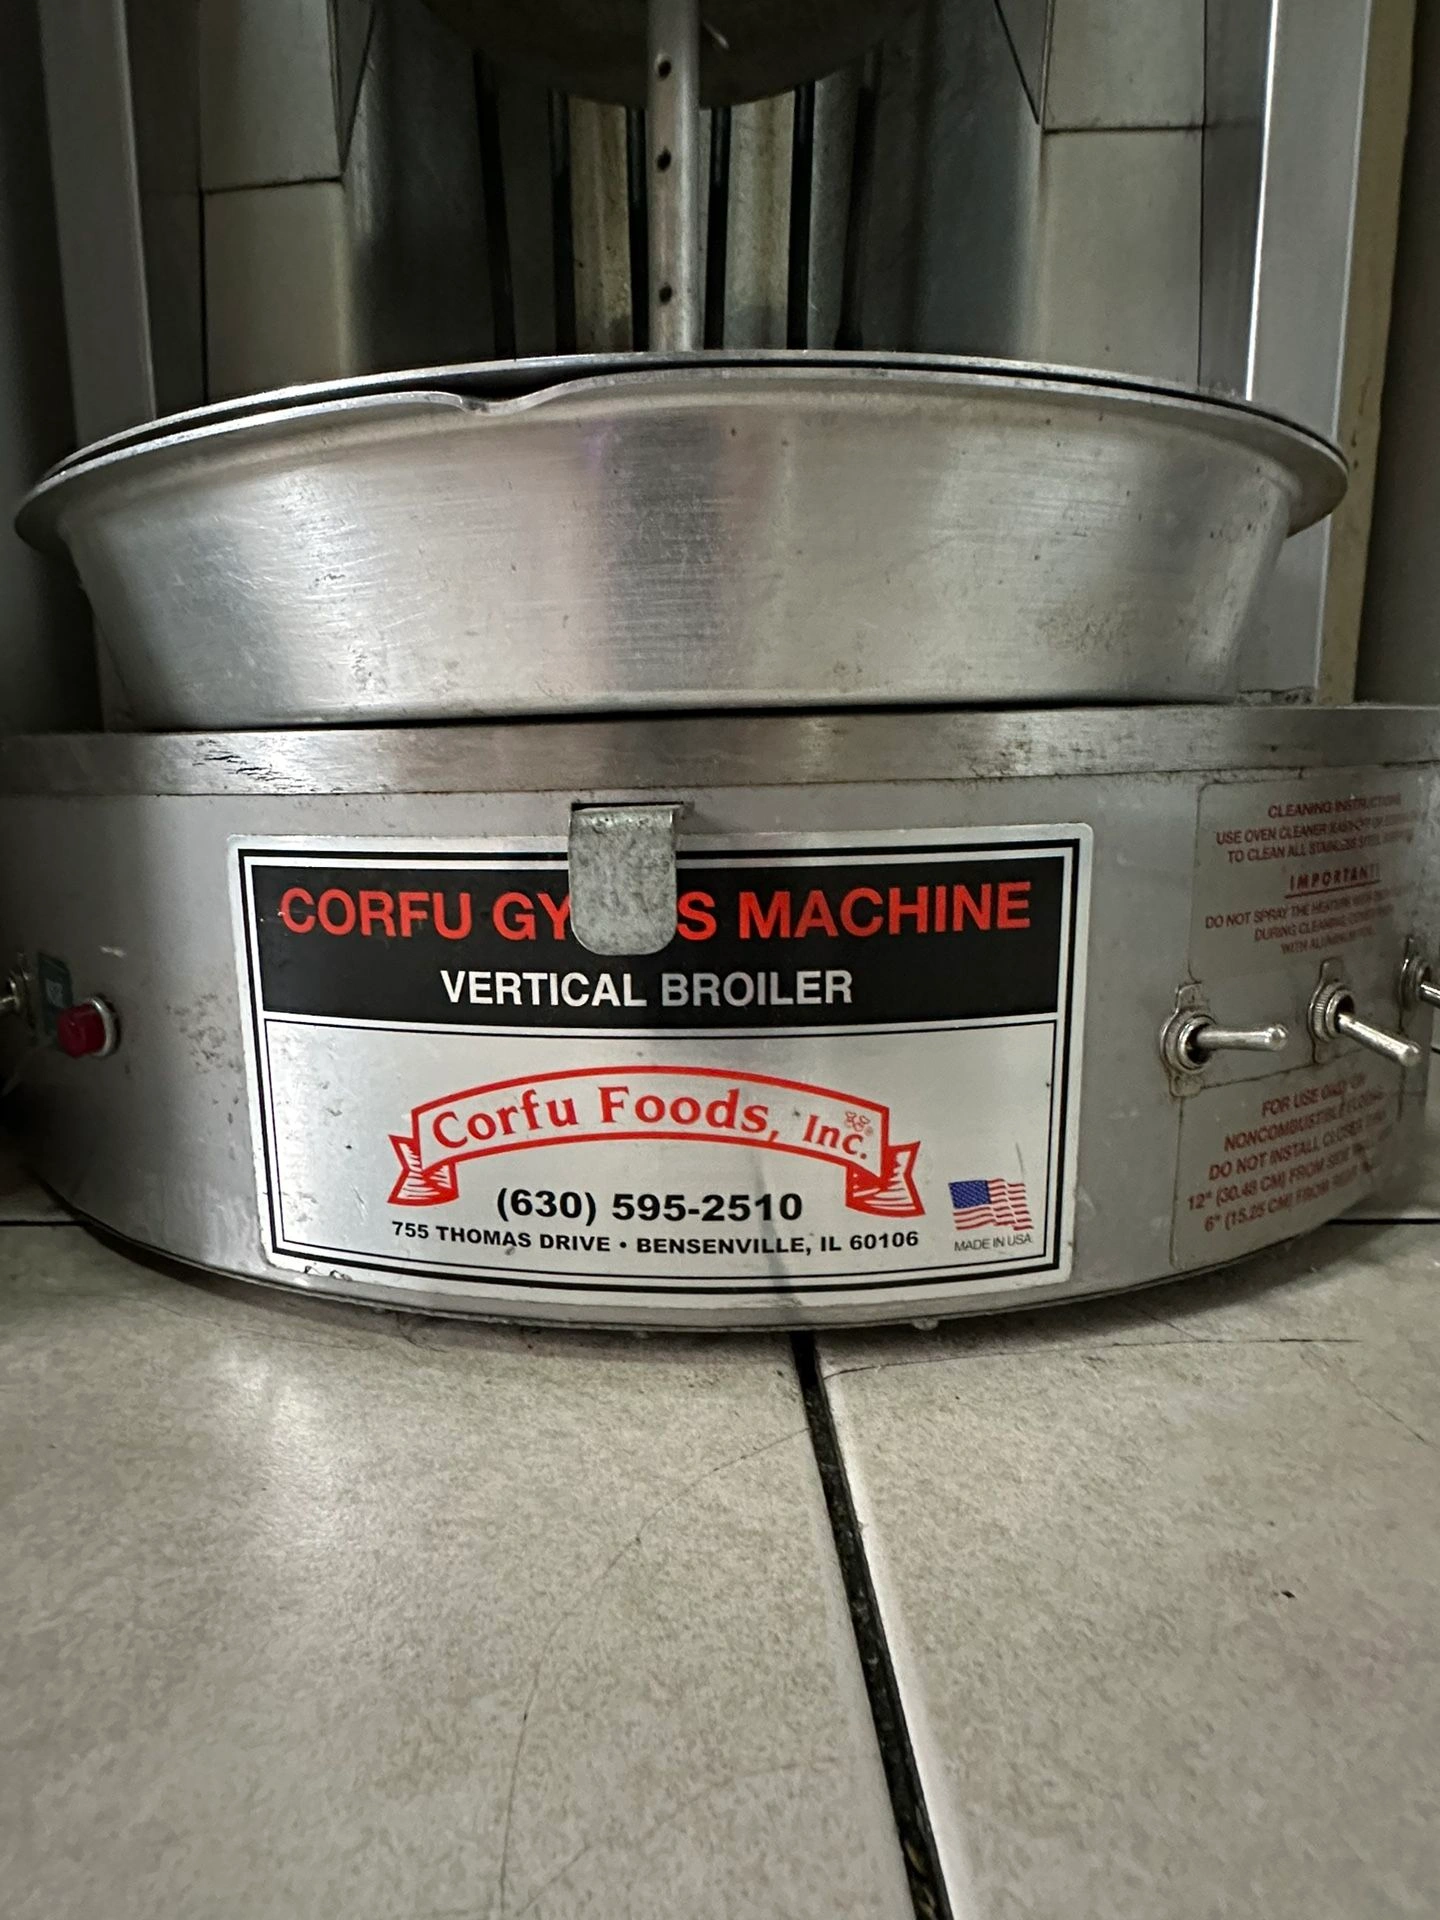 CORFU GY S MACHINE
VERTICAL BROILER
Corfu Foods, Inc.
(630) 595-2510
755 THOMAS DRIVE • BENSENVILLE, IL 60106
MADE IN USA
CLEANING INSTRUCTIONS
USE OVEN CLEANER
TO CLEAN ALL STAINLESS STEEL
IMPORTANT!
DO NOT SPRAY THE HEATERS
DURING CLEANING COVER
WITH ALUMINUM FOIL
FOR USE ONLY ON
NONCOMBUSTIBLE FLOORS
DO NOT INSTALL CLOSER THAN
12" (30.48 CM) FROM SIDE
6" (15.25 CM) FROM REAR